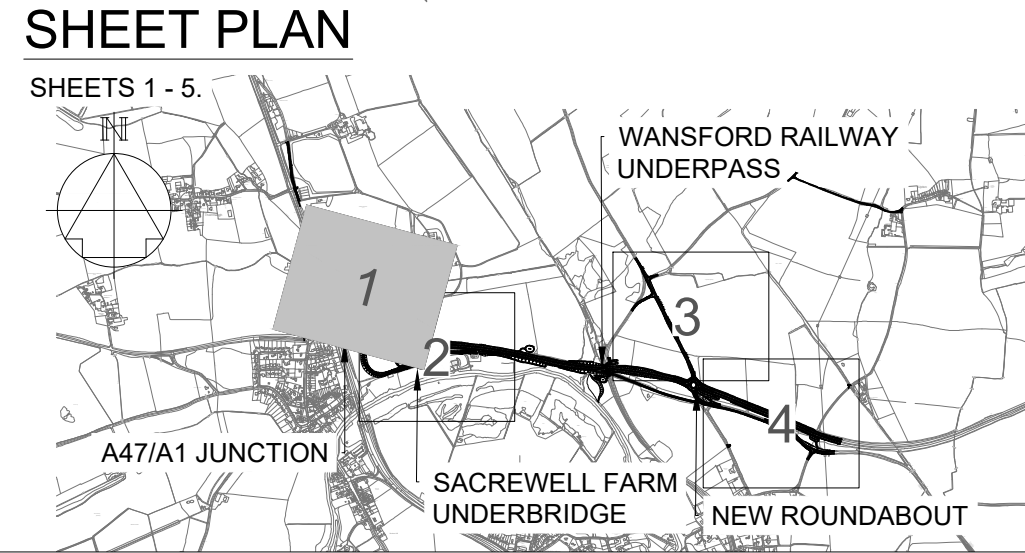 SHEET PLAN
SHEETS 1 - 5.
N
WANSFORD RAILWAY
UNDERPASS
1
3
2
4
A47/A1 JUNCTION
SACREWELL FARM
UNDERBRIDGE
NEW ROUNDABOUT